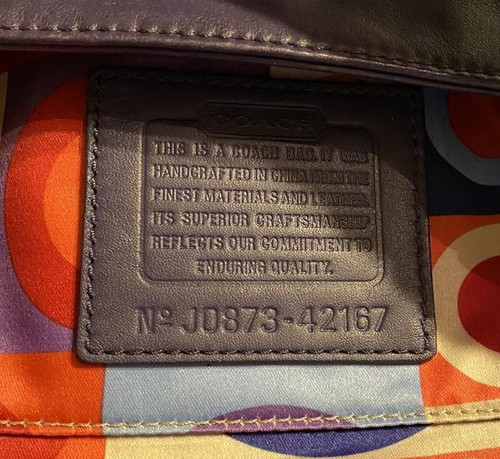 COACH
THIS IS A COACH BAG. IT WAS
HANDCRAFTED IN CHINA FROM THE
FINEST MATERIALS AND LEATHERS.
ITS SUPERIOR CRAFTSMANSHIP
REFLECTS OUR COMMITMENT TO
ENDURING QUALITY.
Nº J0873-42167